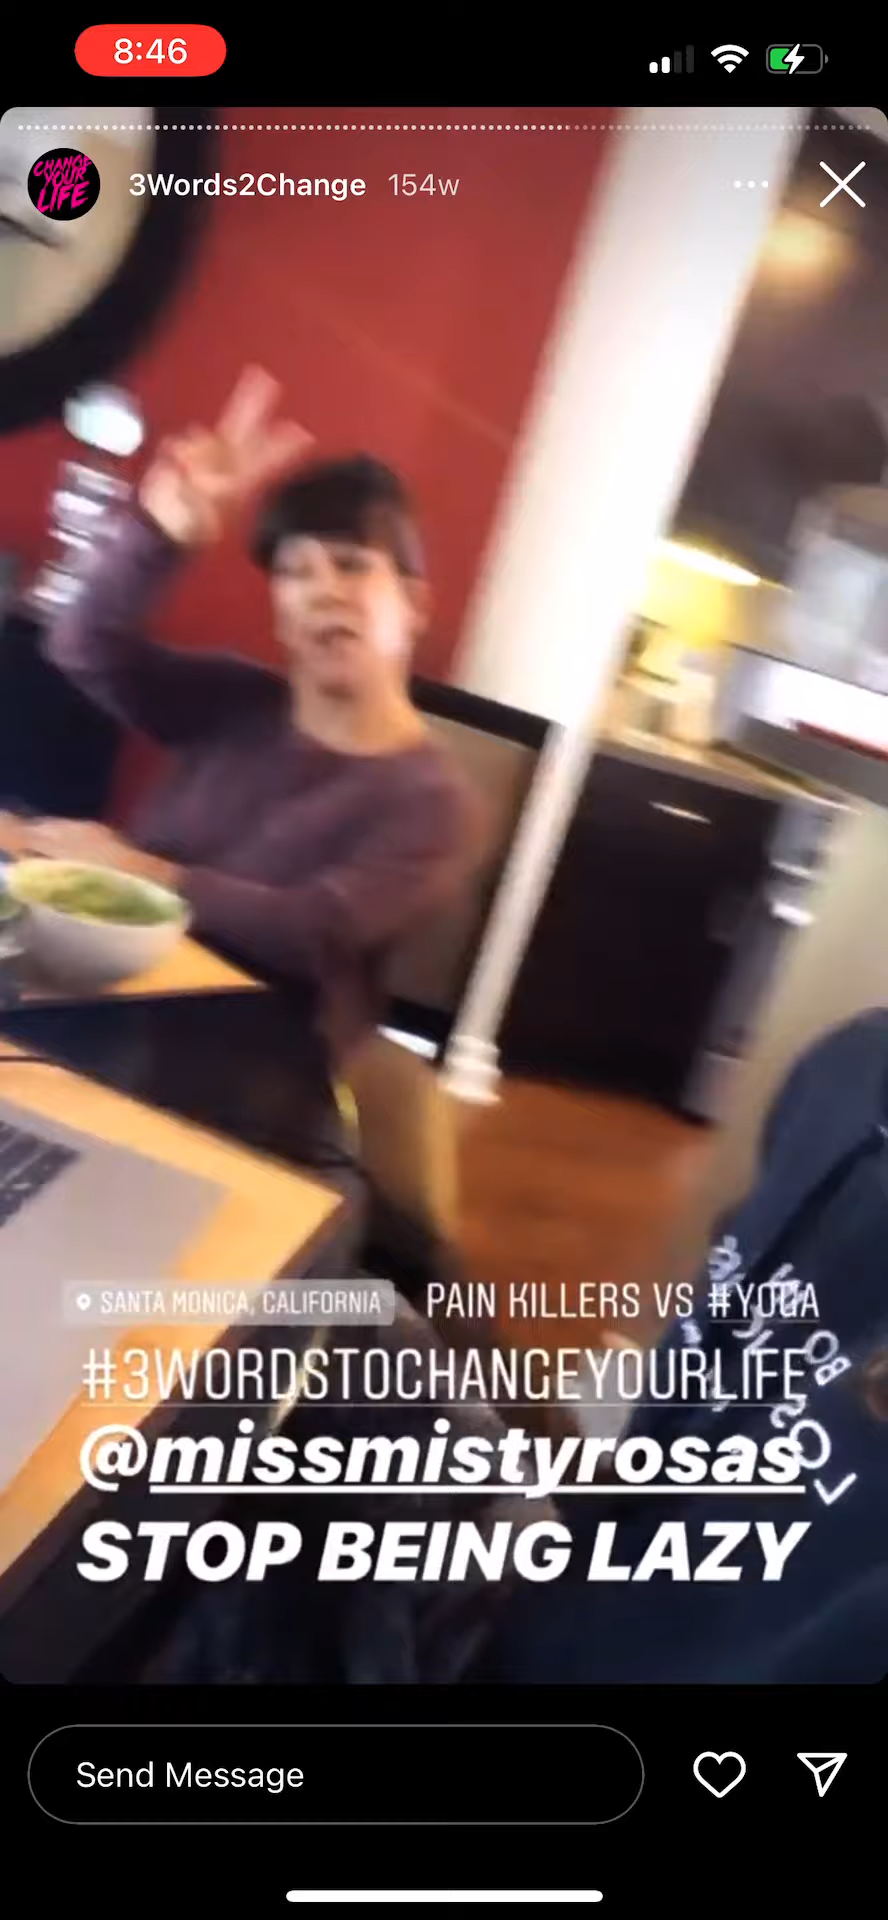 8:46
CHANGE
YOUR
LIFE
3Words2Change 154w
SANTA MONICA, CALIFORNIA PAIN KILLERS VS #YOGA
#3WORDSTOCHANGEYOURLIFE
@missmistyrosas
STOP BEING LAZY
Send Message